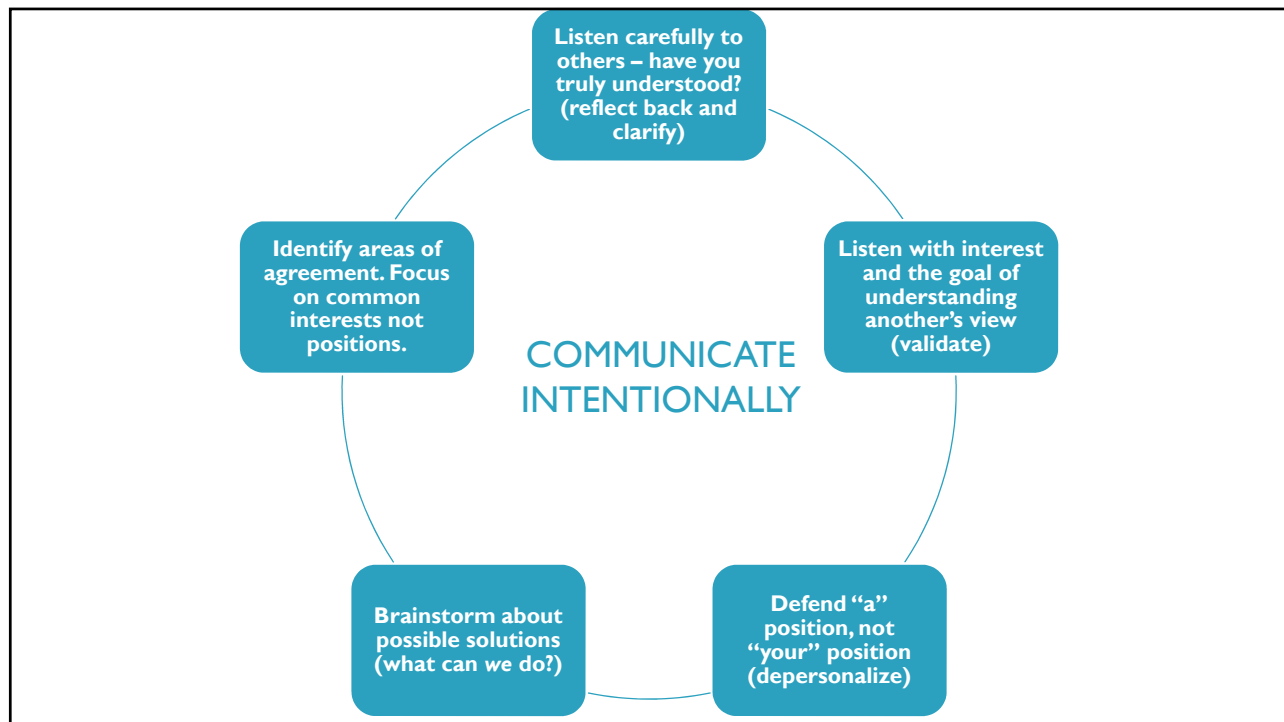 Listen carefully to
others – have you
truly understood?
(reflect back and
clarify)
Listen with interest
and the goal of
understanding
another’s view
(validate)
Defend “a”
position, not
“your” position
(depersonalize)
Brainstorm about
possible solutions
(what can we do?)
Identify areas of
agreement. Focus
on common
interests not
positions.
COMMUNICATE
INTENTIONALLY